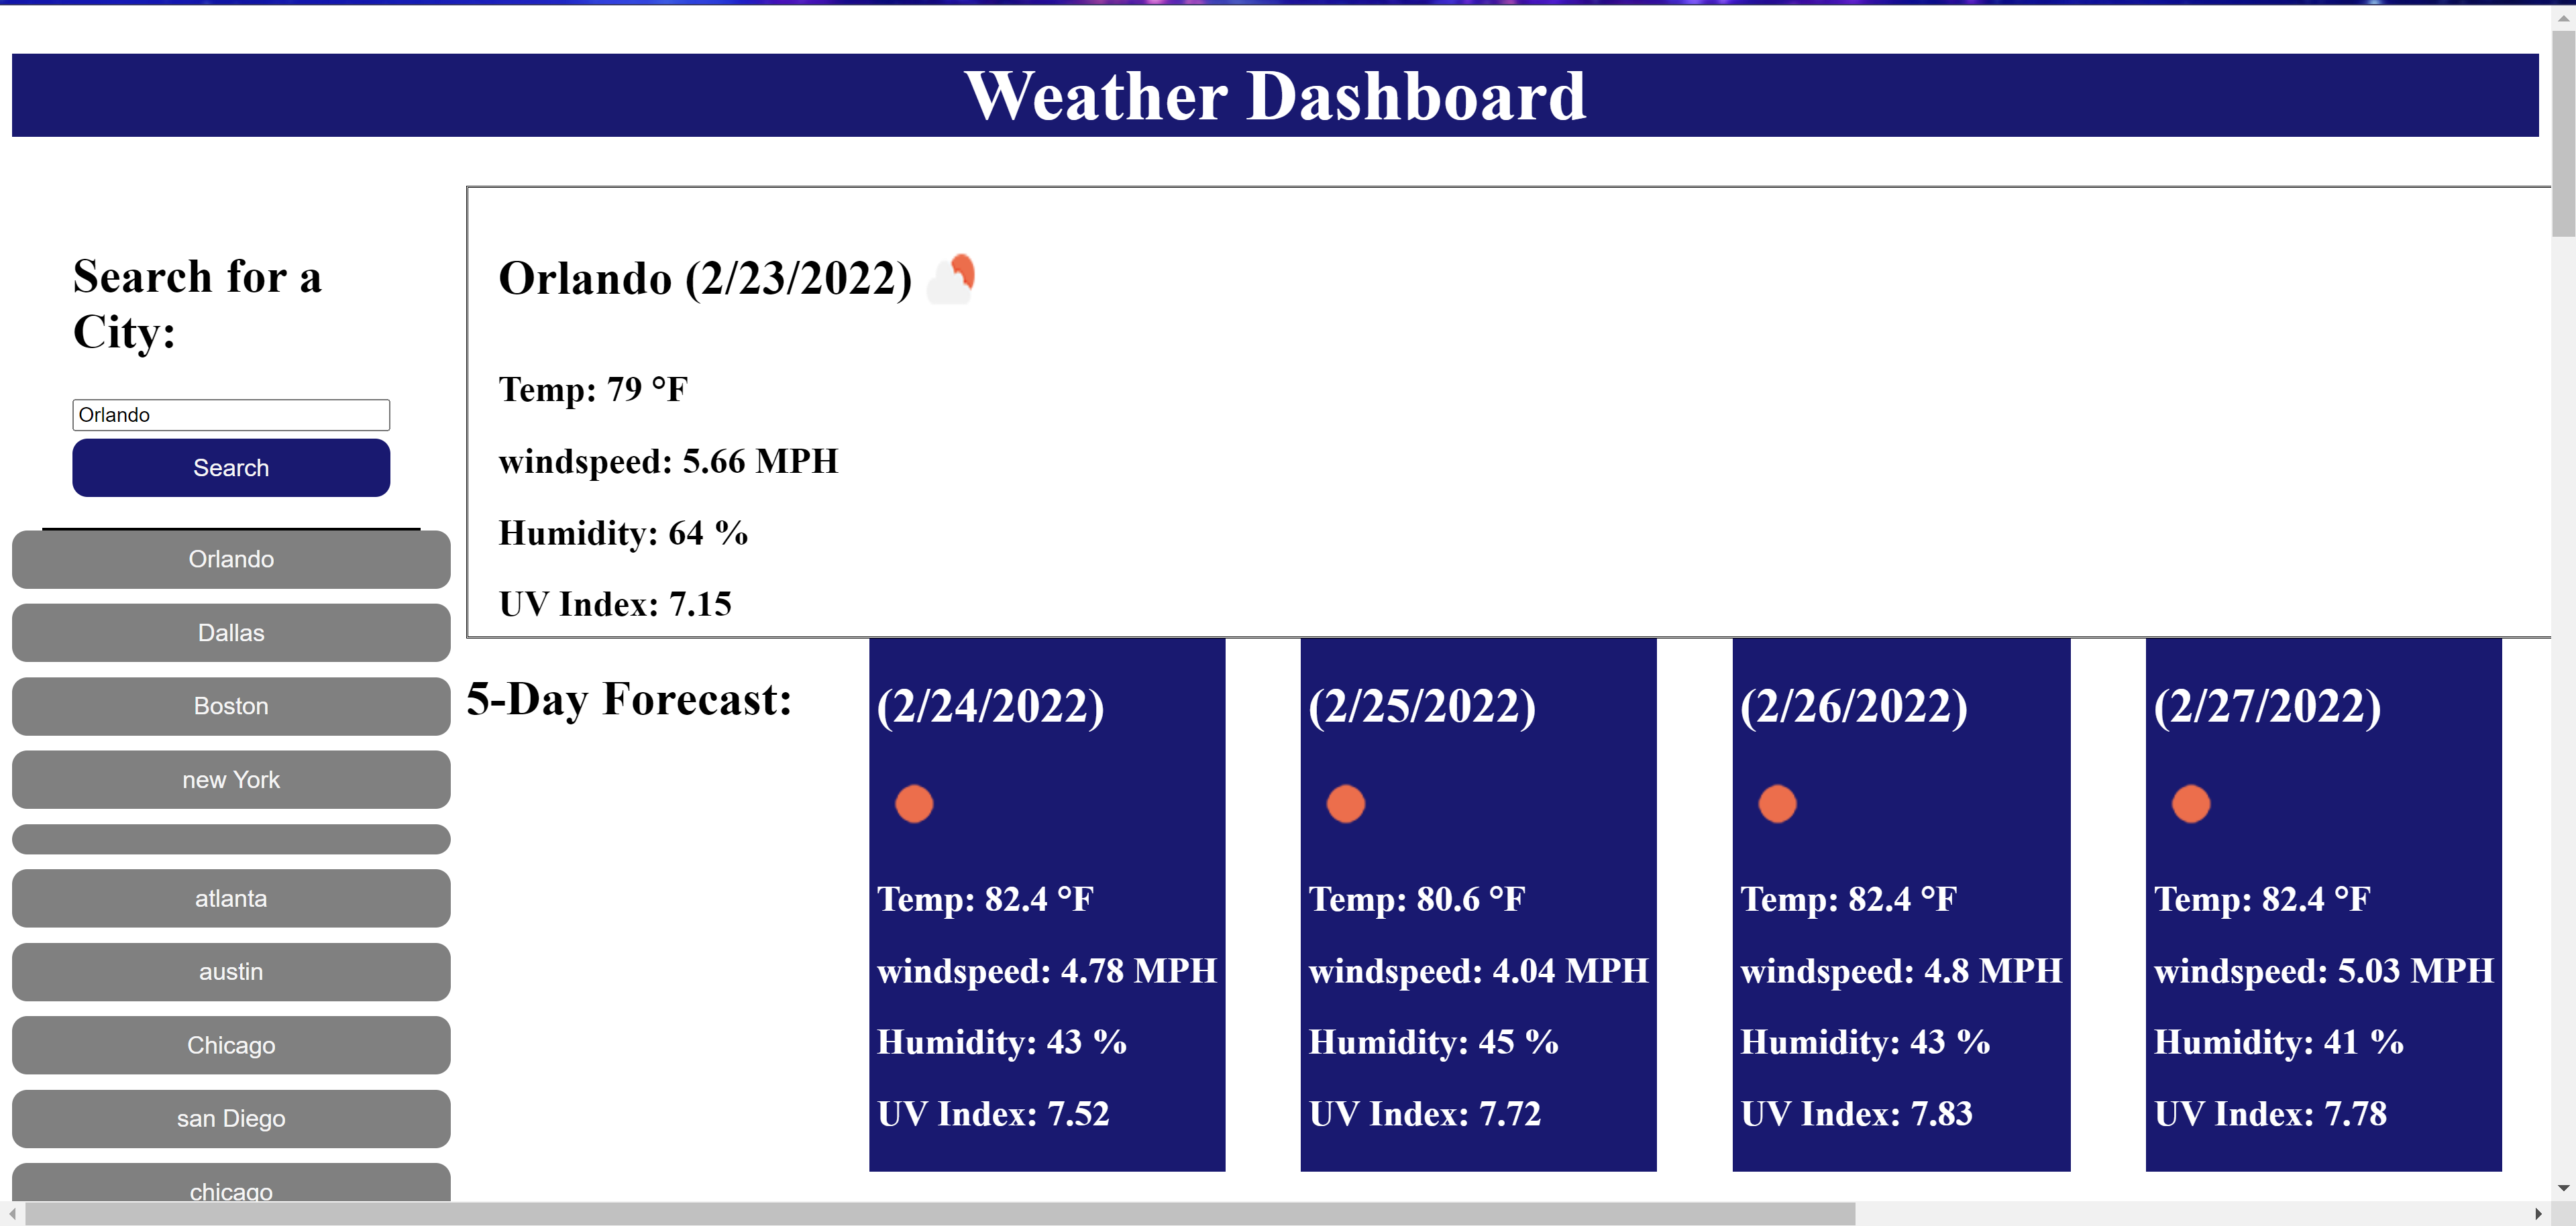 Weather Dashboard
Search for a
City:
Orlando
Search
Orlando
Dallas
Boston
new York
atlanta
austin
Chicago
san Diego
chicago
Orlando (2/23/2022)
Temp: 79 °F
windspeed: 5.66 MPH
Humidity: 64 %
UV Index: 7.15
5-Day Forecast:
(2/24/2022)
Temp: 82.4 °F
windspeed: 4.78 MPH
Humidity: 43 %
UV Index: 7.52
(2/25/2022)
Temp: 80.6 °F
windspeed: 4.04 MPH
Humidity: 45 %
UV Index: 7.72
(2/26/2022)
Temp: 82.4 °F
windspeed: 4.8 MPH
Humidity: 43 %
UV Index: 7.83
(2/27/2022)
Temp: 82.4 °F
windspeed: 5.03 MPH
Humidity: 41 %
UV Index: 7.78